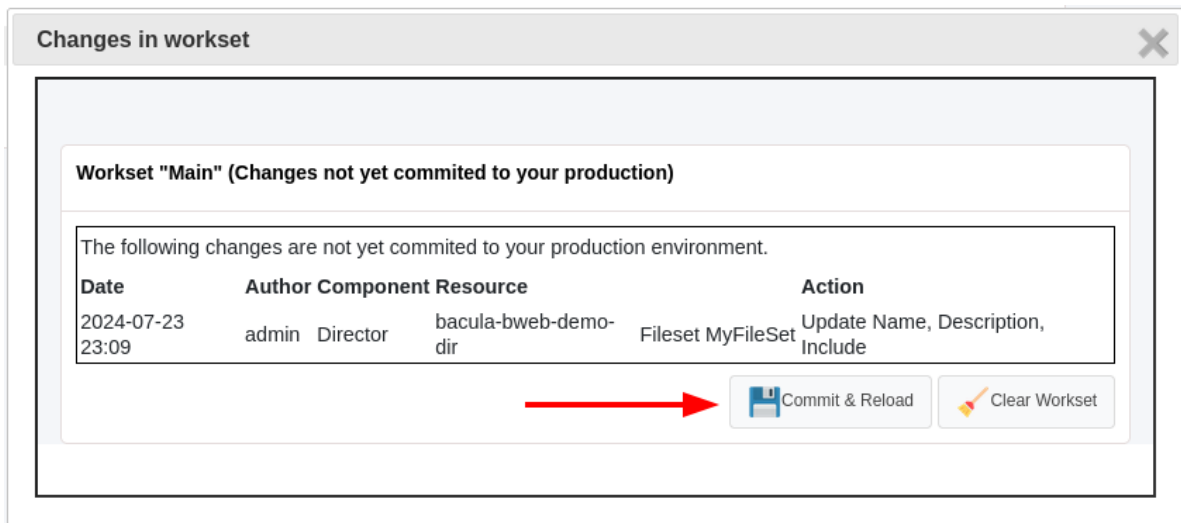 Changes in workset
Workset "Main" (Changes not yet commited to your production)
The following changes are not yet commited to your production environment.
Date Author Component Resource Action
2024-07-23 23:09 admin Director bacula-bweb-demo-dir Fileset MyFileSet Update Name, Description, Include
Commit & Reload Clear Workset